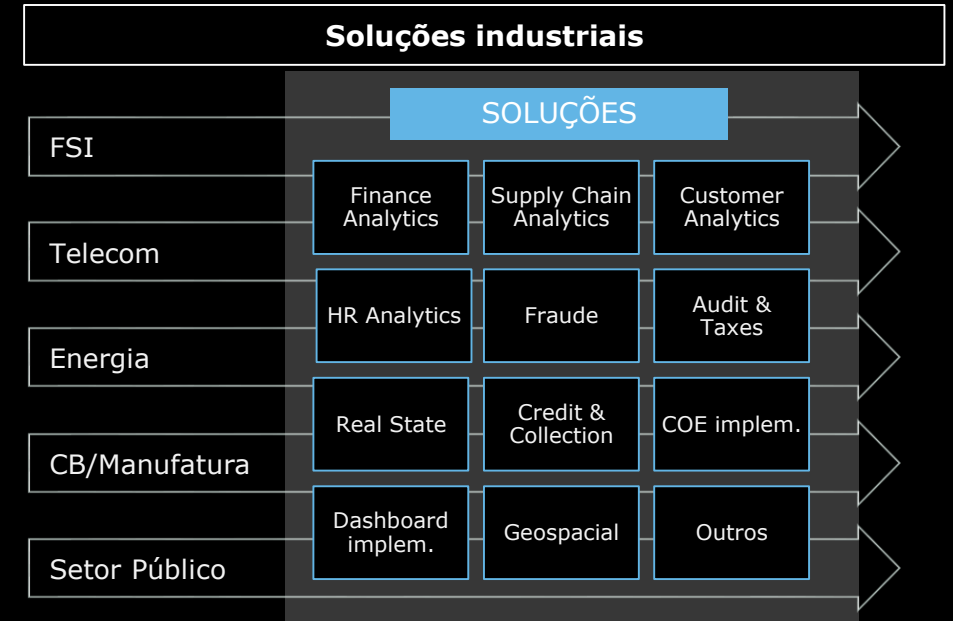 Soluções industriais
SOLUÇÕES
FSI
Telecom
Energia
CB/Manufatura
Setor Público
Finance
Analytics
Supply Chain
Analytics
Customer
Analytics
HR Analytics
Fraude
Audit &
Taxes
Real State
Credit &
Collection
COE implem.
Dashboard
implem.
Geospacial
Outros